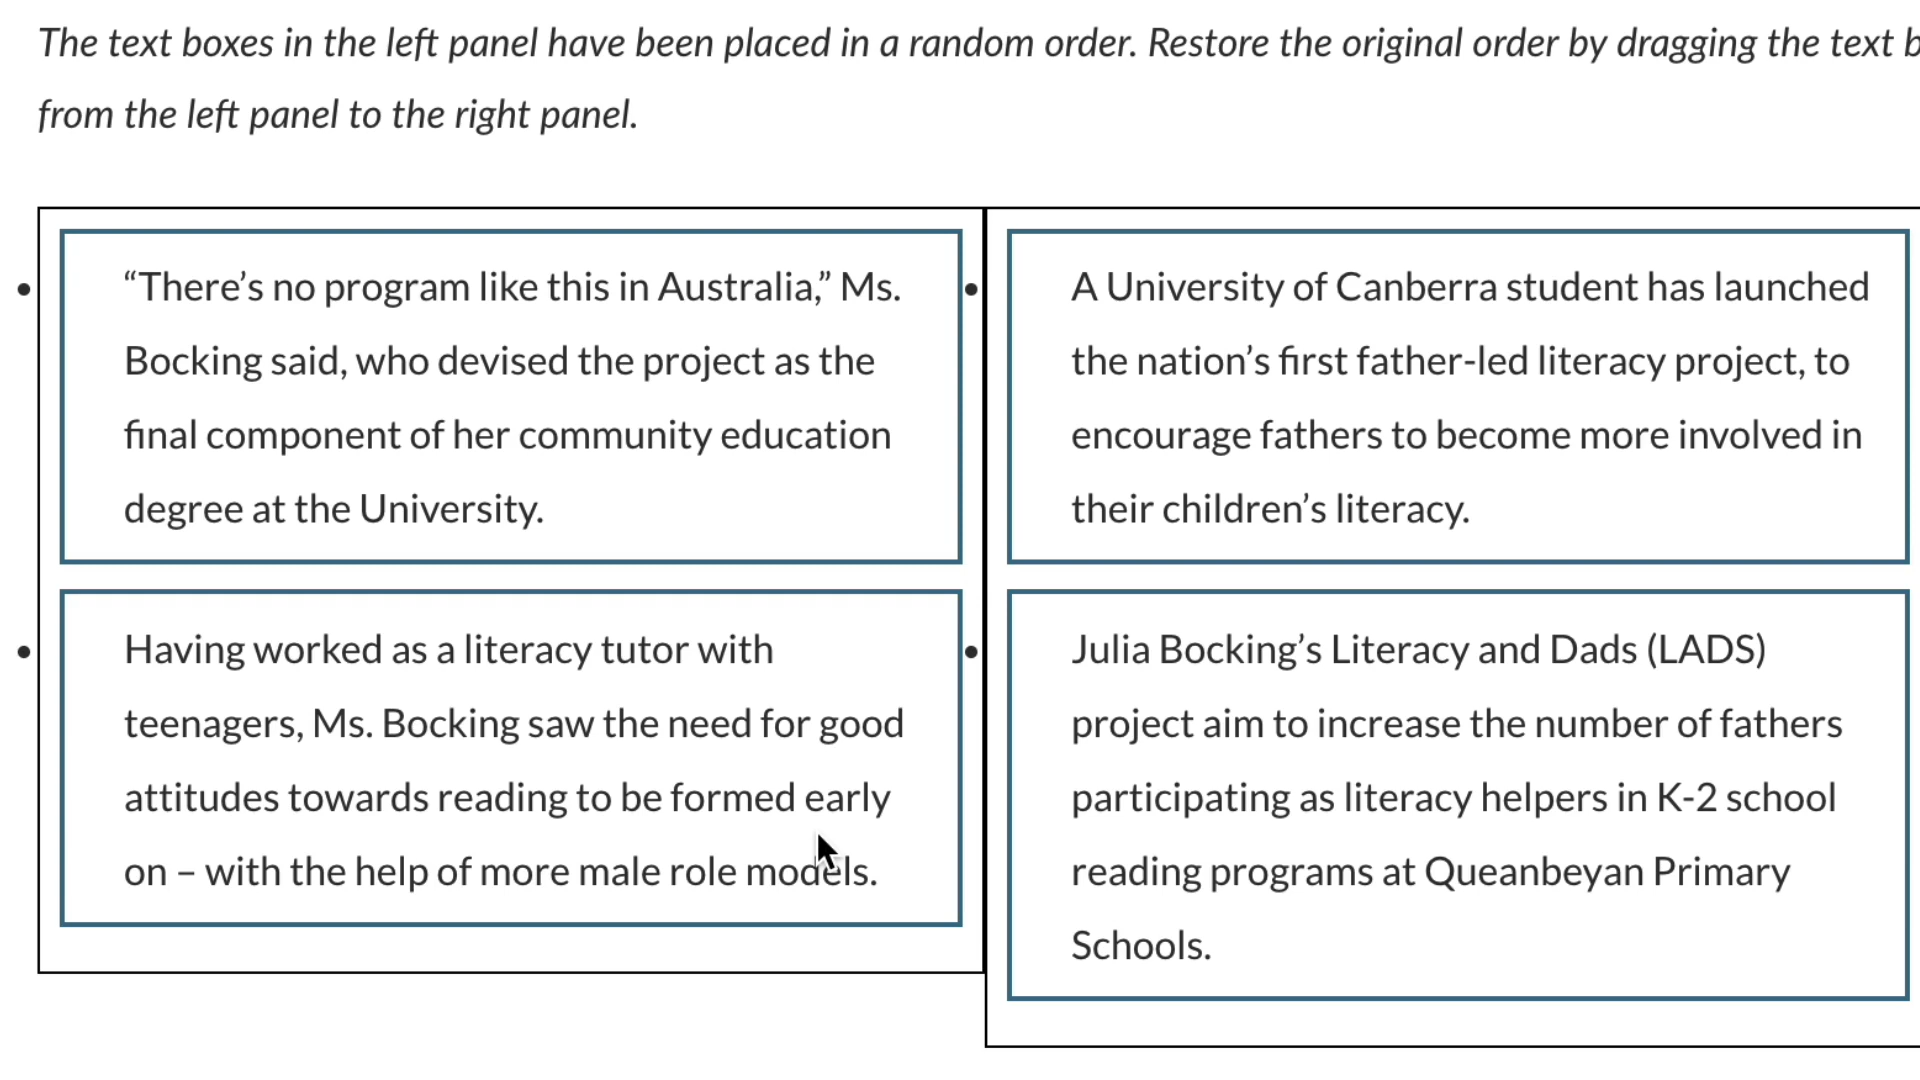 The text boxes in the left panel have been placed in a random order. Restore the original order by dragging the text
from the left panel to the right panel.
“There’s no program like this in Australia,” Ms.
Bocking said, who devised the project as the
final component of her community education
degree at the University.
Having worked as a literacy tutor with
teenagers, Ms. Bocking saw the need for good
attitudes towards reading to be formed early
on – with the help of more male role models.
A University of Canberra student has launched
the nation’s first father-led literacy project, to
encourage fathers to become more involved in
their children’s literacy.
Julia Bocking’s Literacy and Dads (LADS)
project aim to increase the number of fathers
participating as literacy helpers in K-2 school
reading programs at Queanbeyan Primary
Schools.